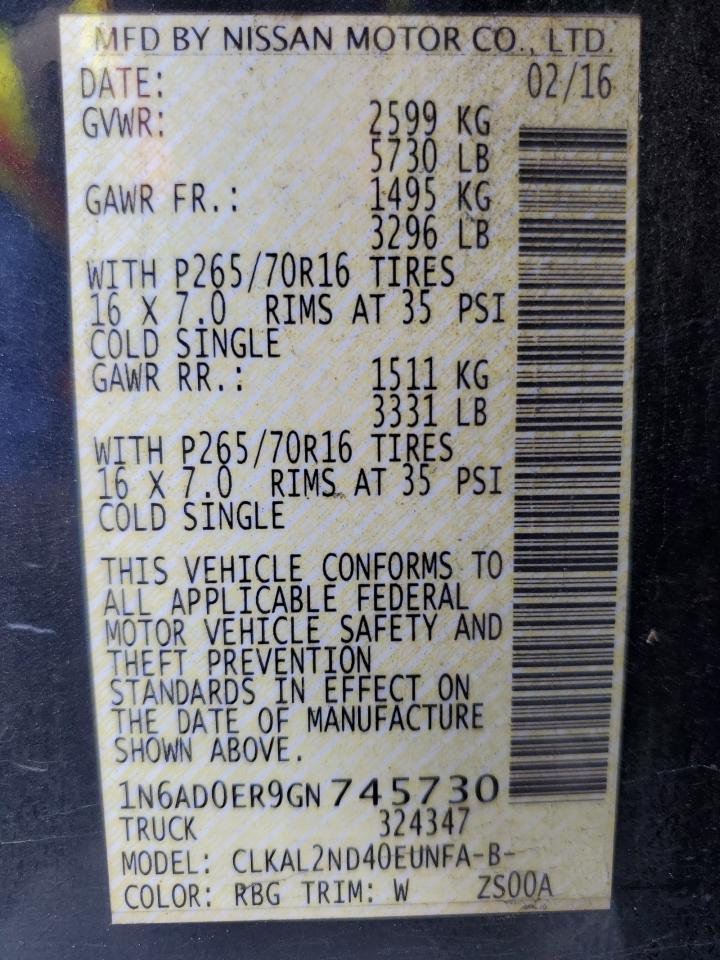 MFD BY NISSAN MOTOR CO., LTD.
DATE: 02/16
GVWR: 2599 KG
5730 LB
GAWR FR.: 1495 KG
3296 LB
WITH P265/70R16 TIRES
16 X 7.0 RIMS AT 35 PSI
COLD SINGLE
GAWR RR.: 1511 KG
3331 LB
WITH P265/70R16 TIRES
16 X 7.0 RIMS AT 35 PSI
COLD SINGLE
THIS VEHICLE CONFORMS TO
ALL APPLICABLE FEDERAL
MOTOR VEHICLE SAFETY AND
THEFT PREVENTION
STANDARDS IN EFFECT ON
THE DATE OF MANUFACTURE
SHOWN ABOVE.
1N6AD0ER9GN745730
TRUCK 324347
MODEL: CLKAL2ND40EUNFA-B-
COLOR: RBG TRIM: W ZS00A